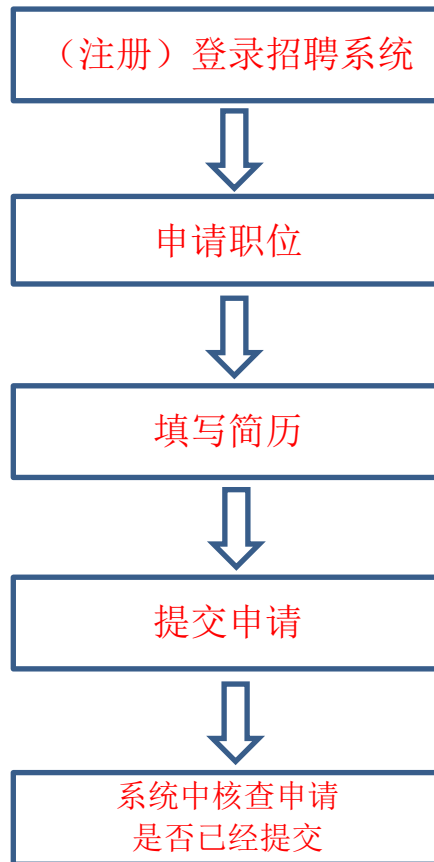 （注册）登录招聘系统
申请职位
填写简历
提交申请
系统中核查申请
是否已经提交